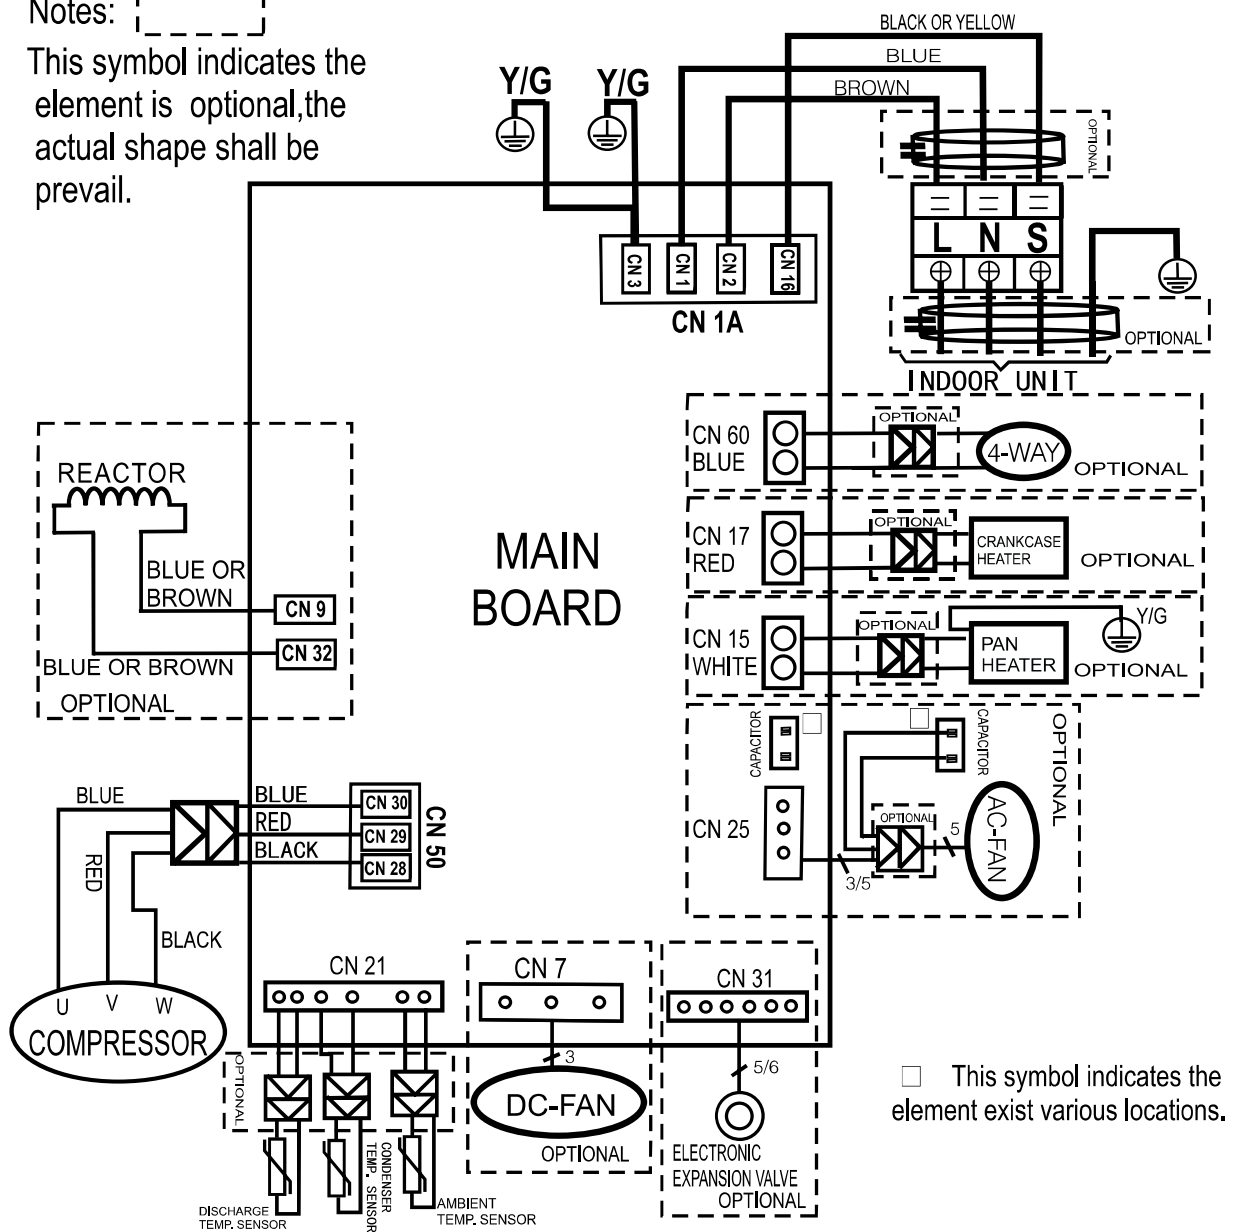 Notes:
This symbol indicates the
element is optional,the
actual shape shall be
prevail.
BLACK OR YELLOW
BLUE
BROWN
Y/G
Y/G
OPTIONAL
L N S
CN 3
CN 1
CN 2
CN 16
CN 1A
OPTIONAL
INDOOR UNIT
CN 60
BLUE
OPTIONAL
4-WAY
OPTIONAL
REACTOR
BLUE OR
BROWN
CN 9
CN 32
BLUE OR BROWN
OPTIONAL
MAIN
BOARD
CN 17
RED
OPTIONAL
CRANKCASE
HEATER
OPTIONAL
CN 15
WHITE
OPTIONAL
PAN
HEATER
Y/G
OPTIONAL
CAPACITOR
CAPACITOR
OPTIONAL
CN 25
OPTIONAL
3/5
5
AC-FAN
BLUE
RED
BLACK
BLUE
RED
BLACK
CN 30
CN 29
CN 28
CN 50
U V W
COMPRESSOR
CN 21
OPTIONAL
DISCHARGE
TEMP. SENSOR
CONDENSER
TEMP. SENSOR
AMBIENT
TEMP. SENSOR
CN 7
3
DC-FAN
OPTIONAL
CN 31
5/6
ELECTRONIC
EXPANSION VALVE
OPTIONAL
□ This symbol indicates the
element exist various locations.